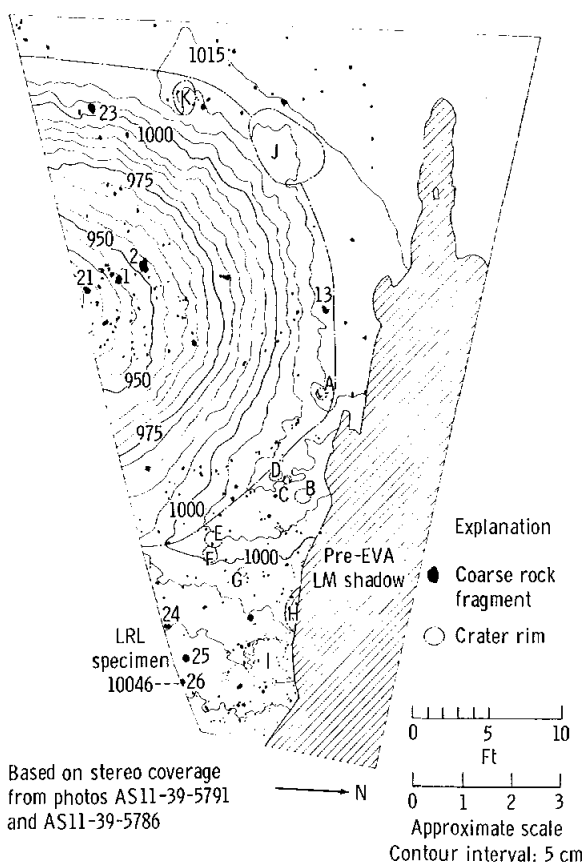 1015
K
23
1000
J
975
950
2
21
1
13
950
A
975
D
C
B
1000
E
F
1000
G
Pre-EVA
LM shadow
H
24
LRL
specimen
10046
25
26
I
Explanation
Coarse rock
fragment
Crater rim
0 5 10
Ft
0 1 2 3
Approximate scale
Contour interval: 5 cm
Based on stereo coverage
from photos AS11-39-5791
and AS11-39-5786
N